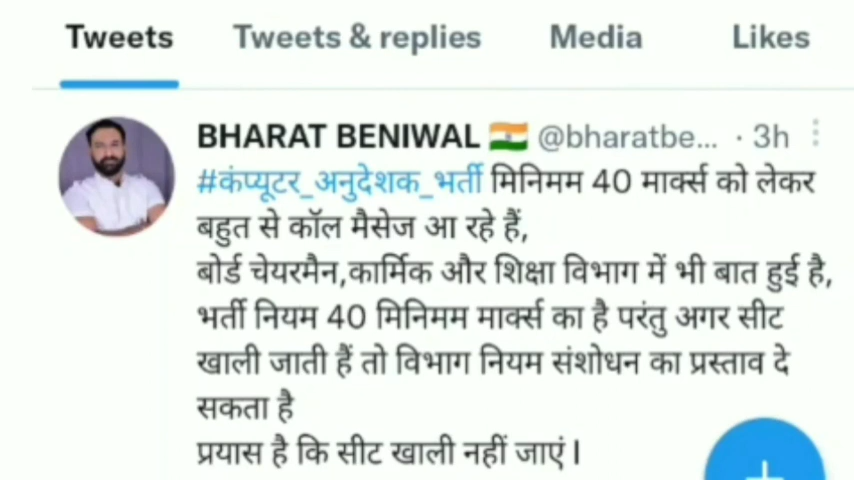 Tweets Tweets & replies Media Likes
BHARAT BENIWAL 🇮🇳 @bharatbe... · 3h
#कंप्यूटर_अनुदेशक_भर्ती मिनिमम 40 मार्क्स को लेकर
बहुत से कॉल मैसेज आ रहे हैं,
बोर्ड चेयरमैन,कार्मिक और शिक्षा विभाग में भी बात हुई है,
भर्ती नियम 40 मिनिमम मार्क्स का है परंतु अगर सीट
खाली जाती हैं तो विभाग नियम संशोधन का प्रस्ताव दे
सकता है
प्रयास है कि सीट खाली नहीं जाएं l